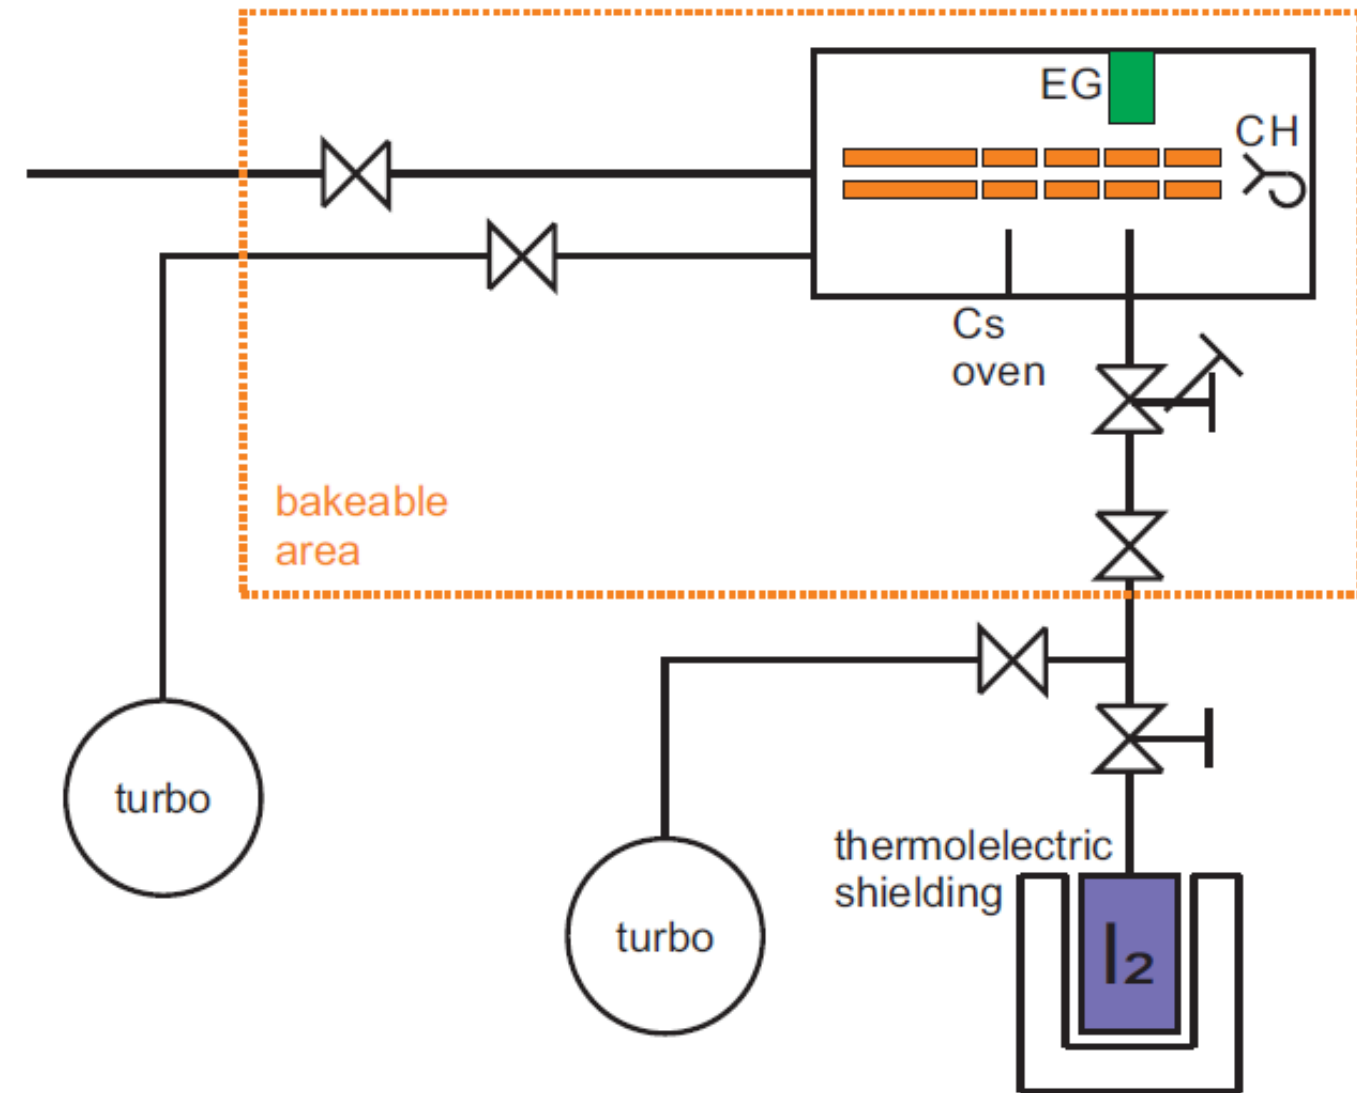 EG
CH
Cs
oven
bakeable
area
turbo
thermolelectric
shielding
turbo
I₂